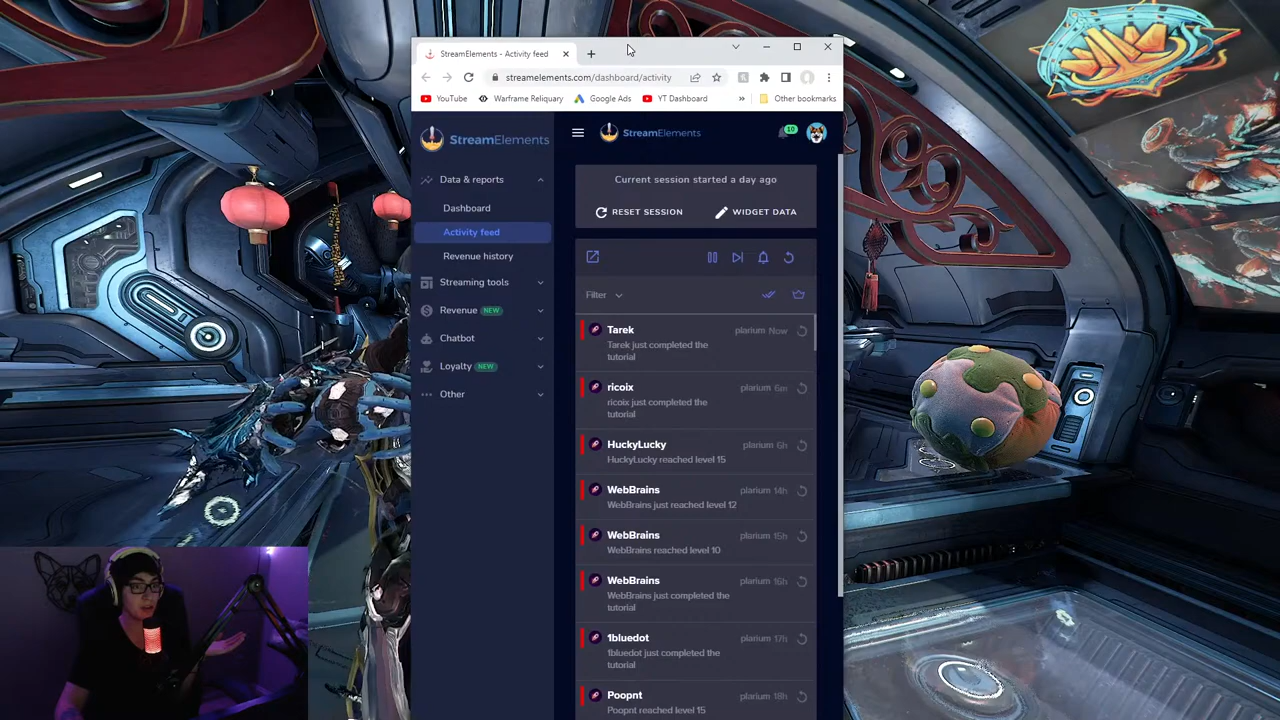 StreamElements - Activity feed
streamelements.com/dashboard/activity
YouTube
Warframe Reliquary
Google Ads
YT Dashboard
»
Other bookmarks
StreamElements
StreamElements
10
Data & reports
Dashboard
Activity feed
Revenue history
Streaming tools
Revenue NEW
Chatbot
Loyalty NEW
Other
Current session started a day ago
RESET SESSION
WIDGET DATA
Filter
Tarek
plarium Now
Tarek just completed the
tutorial
ricoix
plarium 6m
ricoix just completed the
tutorial
HuckyLucky
plarium 6h
HuckyLucky reached level 15
WebBrains
plarium 14h
WebBrains just reached level 12
WebBrains
plarium 15h
WebBrains reached level 10
WebBrains
plarium 16h
WebBrains just completed the
tutorial
1bluedot
plarium 17h
1bluedot just completed the
tutorial
Poopnt
plarium 18h
Poopnt reached level 15